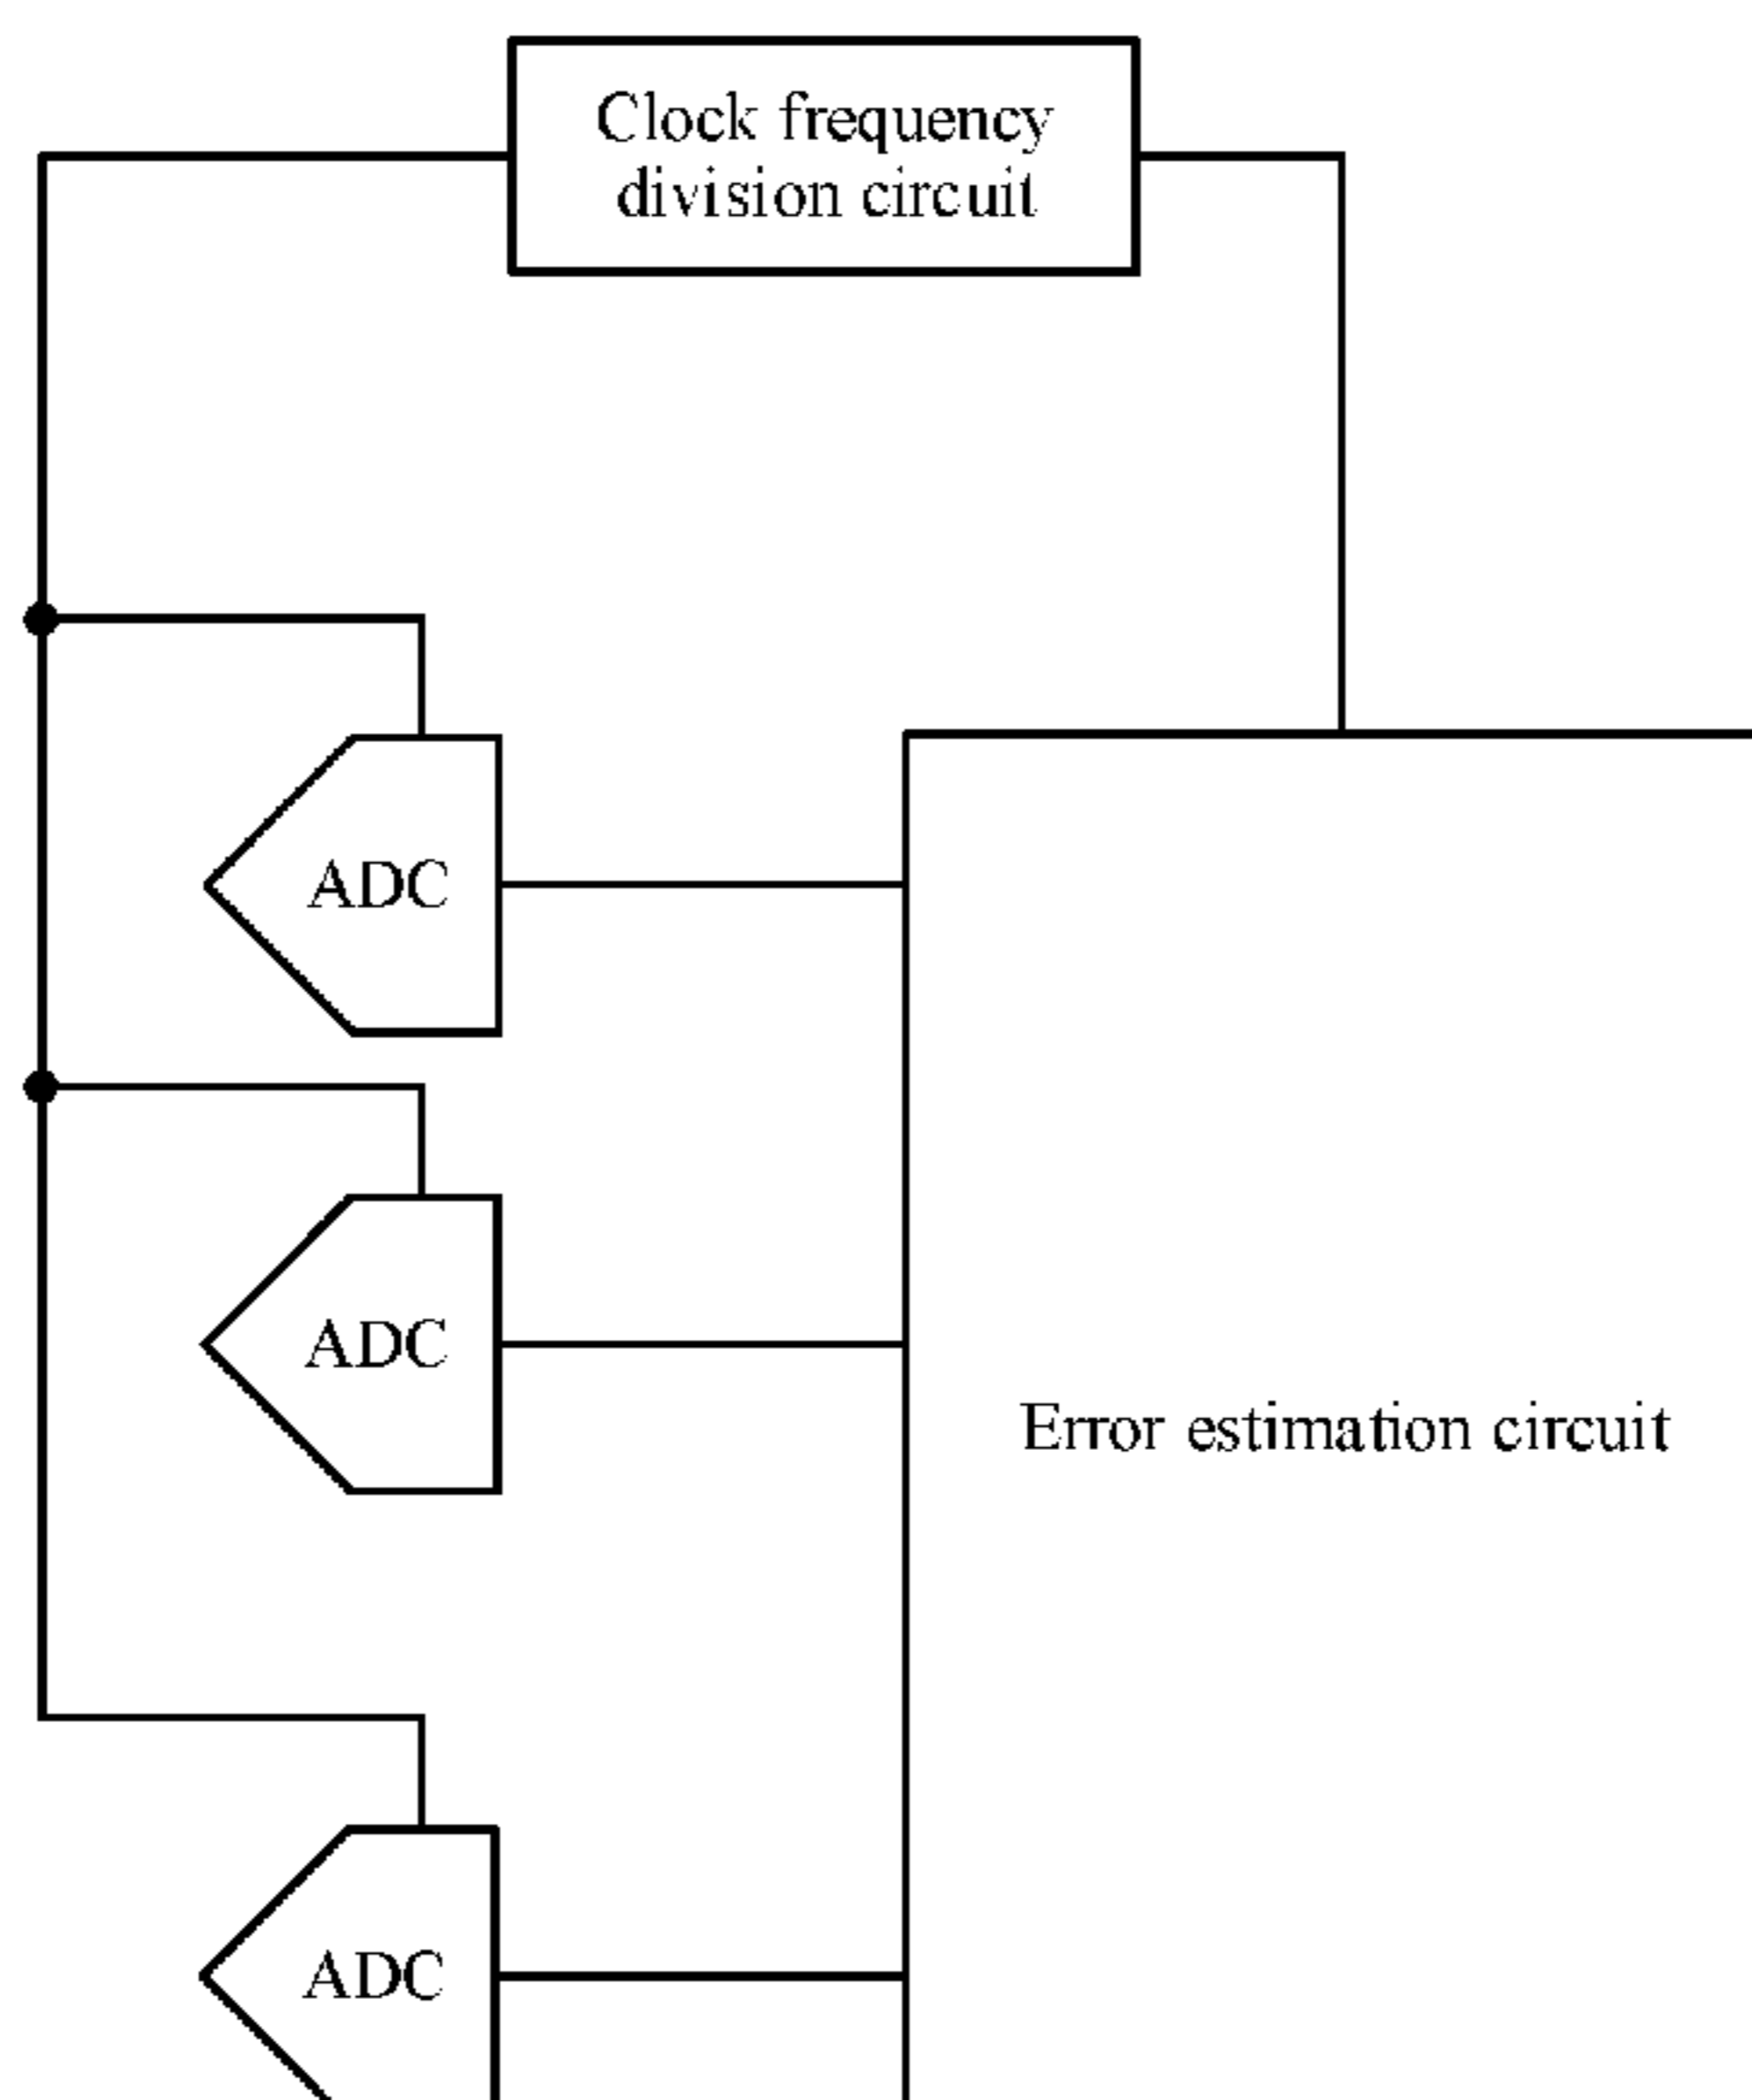 Clock frequency
division circuit
ADC
ADC
Error estimation circuit
ADC